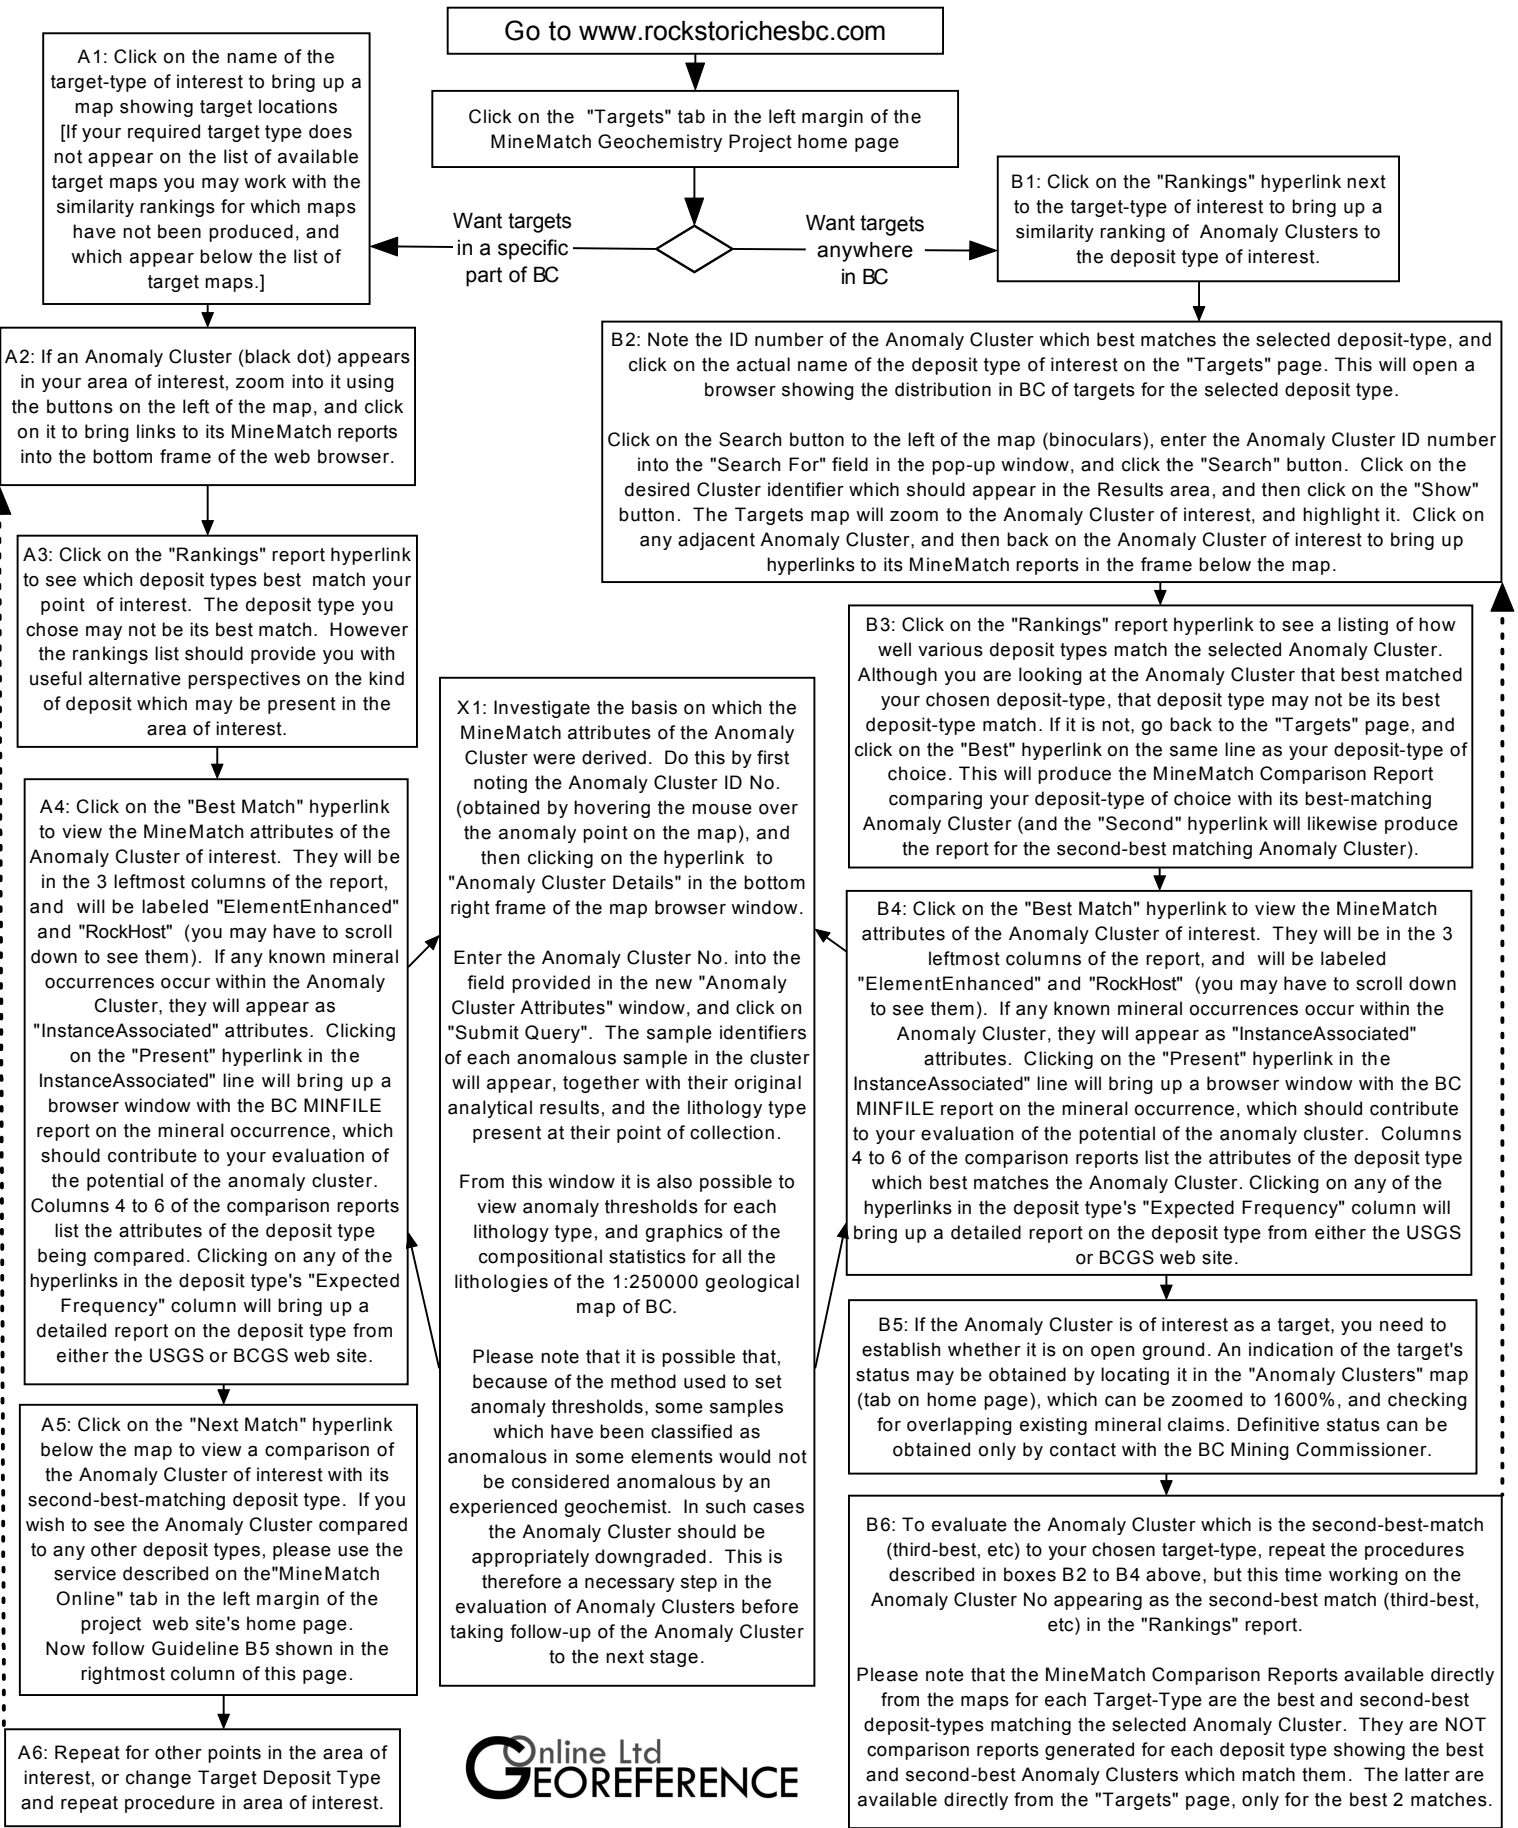 Go to www.rockstorichesbc.com
Click on the "Targets" tab in the left margin of the
MineMatch Geochemistry Project home page
Want targets
in a specific
part of BC
Want targets
anywhere
in BC
A1: Click on the name of the
target-type of interest to bring up a
map showing target locations
[If your required target type does
not appear on the list of available
target maps you may work with the
similarity rankings for which maps
have not been produced, and
which appear below the list of
target maps.]
A2: If an Anomaly Cluster (black dot) appears
in your area of interest, zoom into it using
the buttons on the left of the map, and click
on it to bring links to its MineMatch reports
into the bottom frame of the web browser.
A3: Click on the "Rankings" report hyperlink
to see which deposit types best match your
point of interest. The deposit type you
chose may not be its best match. However
the rankings list should provide you with
useful alternative perspectives on the kind
of deposit which may be present in the
area of interest.
A4: Click on the "Best Match" hyperlink
to view the MineMatch attributes of the
Anomaly Cluster of interest. They will be
in the 3 leftmost columns of the report,
and will be labeled "ElementEnhanced"
and "RockHost" (you may have to scroll
down to see them). If any known mineral
occurrences occur within the Anomaly
Cluster, they will appear as
"InstanceAssociated" attributes. Clicking
on the "Present" hyperlink in the
InstanceAssociated" line will bring up a
browser window with the BC MINFILE
report on the mineral occurrence, which
should contribute to your evaluation of
the potential of the anomaly cluster.
Columns 4 to 6 of the comparison reports
list the attributes of the deposit type
being compared. Clicking on any of the
hyperlinks in the deposit type's "Expected
Frequency" column will bring up a
detailed report on the deposit type from
either the USGS or BCGS web site.
A5: Click on the "Next Match" hyperlink
below the map to view a comparison of
the Anomaly Cluster of interest with its
second-best-matching deposit type. If you
wish to see the Anomaly Cluster compared
to any other deposit types, please use the
service described on the"MineMatch
Online" tab in the left margin of the
project web site's home page.
Now follow Guideline B5 shown in the
rightmost column of this page.
A6: Repeat for other points in the area of
interest, or change Target Deposit Type
and repeat procedure in area of interest.
X1: Investigate the basis on which the
MineMatch attributes of the Anomaly
Cluster were derived. Do this by first
noting the Anomaly Cluster ID No.
(obtained by hovering the mouse over
the anomaly point on the map), and
then clicking on the hyperlink to
"Anomaly Cluster Details" in the bottom
right frame of the map browser window.
Enter the Anomaly Cluster No. into the
field provided in the new "Anomaly
Cluster Attributes" window, and click on
"Submit Query". The sample identifiers
of each anomalous sample in the cluster
will appear, together with their original
analytical results, and the lithology type
present at their point of collection.
From this window it is also possible to
view anomaly thresholds for each
lithology type, and graphics of the
compositional statistics for all the
lithologies of the 1:250000 geological
map of BC.
Please note that it is possible that,
because of the method used to set
anomaly thresholds, some samples
which have been classified as
anomalous in some elements would not
be considered anomalous by an
experienced geochemist. In such cases
the Anomaly Cluster should be
appropriately downgraded. This is
therefore a necessary step in the
evaluation of Anomaly Clusters before
taking follow-up of the Anomaly Cluster
to the next stage.
B1: Click on the "Rankings" hyperlink next
to the target-type of interest to bring up a
similarity ranking of Anomaly Clusters to
the deposit type of interest.
B2: Note the ID number of the Anomaly Cluster which best matches the selected deposit-type, and
click on the actual name of the deposit type of interest on the "Targets" page. This will open a
browser showing the distribution in BC of targets for the selected deposit type.
Click on the Search button to the left of the map (binoculars), enter the Anomaly Cluster ID number
into the "Search For" field in the pop-up window, and click the "Search" button. Click on the
desired Cluster identifier which should appear in the Results area, and then click on the "Show"
button. The Targets map will zoom to the Anomaly Cluster of interest, and highlight it. Click on
any adjacent Anomaly Cluster, and then back on the Anomaly Cluster of interest to bring up
hyperlinks to its MineMatch reports in the frame below the map.
B3: Click on the "Rankings" report hyperlink to see a listing of how
well various deposit types match the selected Anomaly Cluster.
Although you are looking at the Anomaly Cluster that best matched
your chosen deposit-type, that deposit type may not be its best
deposit-type match. If it is not, go back to the "Targets" page, and
click on the "Best" hyperlink on the same line as your deposit-type of
choice. This will produce the MineMatch Comparison Report
comparing your deposit-type of choice with its best-matching
Anomaly Cluster (and the "Second" hyperlink will likewise produce
the report for the second-best matching Anomaly Cluster).
B4: Click on the "Best Match" hyperlink to view the MineMatch
attributes of the Anomaly Cluster of interest. They will be in the 3
leftmost columns of the report, and will be labeled
"ElementEnhanced" and "RockHost" (you may have to scroll down
to see them). If any known mineral occurrences occur within the
Anomaly Cluster, they will appear as "InstanceAssociated"
attributes. Clicking on the "Present" hyperlink in the
InstanceAssociated" line will bring up a browser window with the BC
MINFILE report on the mineral occurrence, which should contribute
to your evaluation of the potential of the anomaly cluster. Columns
4 to 6 of the comparison reports list the attributes of the deposit type
which best matches the Anomaly Cluster. Clicking on any of the
hyperlinks in the deposit type's "Expected Frequency" column will
bring up a detailed report on the deposit type from either the USGS
or BCGS web site.
B5: If the Anomaly Cluster is of interest as a target, you need to
establish whether it is on open ground. An indication of the target's
status may be obtained by locating it in the "Anomaly Clusters" map
(tab on home page), which can be zoomed to 1600%, and checking
for overlapping existing mineral claims. Definitive status can be
obtained only by contact with the BC Mining Commissioner.
B6: To evaluate the Anomaly Cluster which is the second-best-match
(third-best, etc) to your chosen target-type, repeat the procedures
described in boxes B2 to B4 above, but this time working on the
Anomaly Cluster No appearing as the second-best match (third-best,
etc) in the "Rankings" report.
Please note that the MineMatch Comparison Reports available directly
from the maps for each Target-Type are the best and second-best
deposit-types matching the selected Anomaly Cluster. They are NOT
comparison reports generated for each deposit type showing the best
and second-best Anomaly Clusters which match them. The latter are
available directly from the "Targets" page, only for the best 2 matches.
Online Ltd
GEOREFERENCE